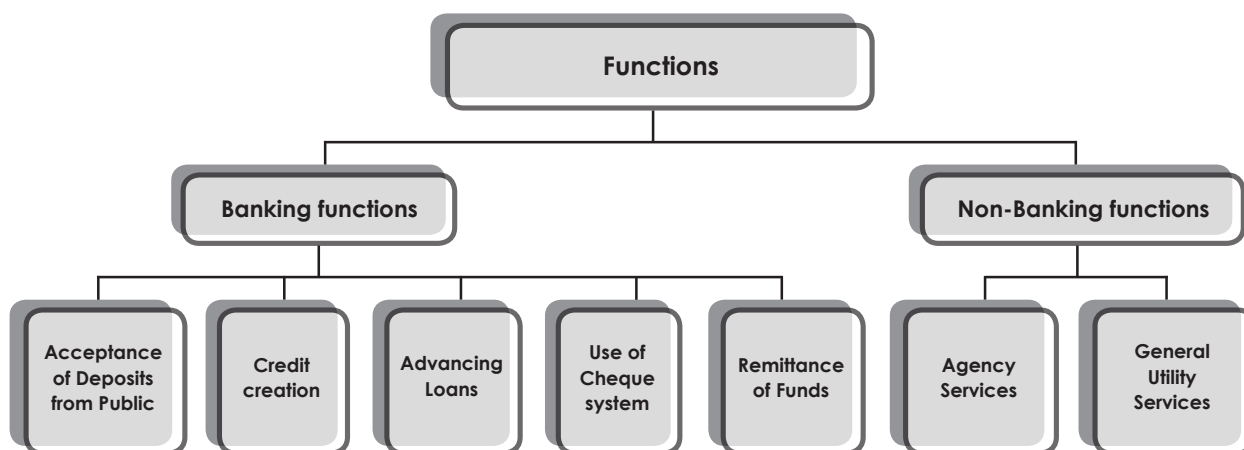 Functions
Banking functions
Non-Banking functions
Acceptance
of Deposits
from Public
Credit
creation
Advancing
Loans
Use of
Cheque
system
Remittance
of Funds
Agency
Services
General
Utility
Services